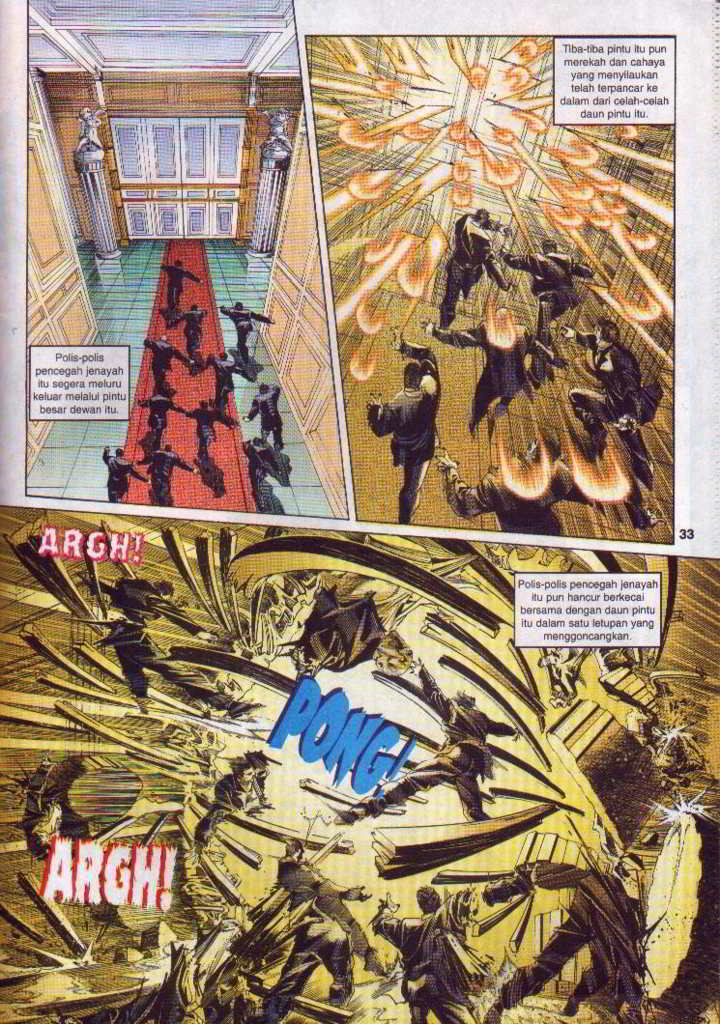 Polis-polis
pencegah jenayah
itu segera meluru
keluar melalui pintu
besar dewan itu.
Tiba-tiba pintu itu pun
merekah dan cahaya
yang menyilaukan
telah terpancar ke
dalam dari celah-celah
daun pintu itu.
33
ARGH!
Polis-polis pencegah jenayah
itu pun hancur berkecai
bersama dengan daun pintu
itu dalam satu letupan yang
menggoncangkan.
PONG!
ARGH!